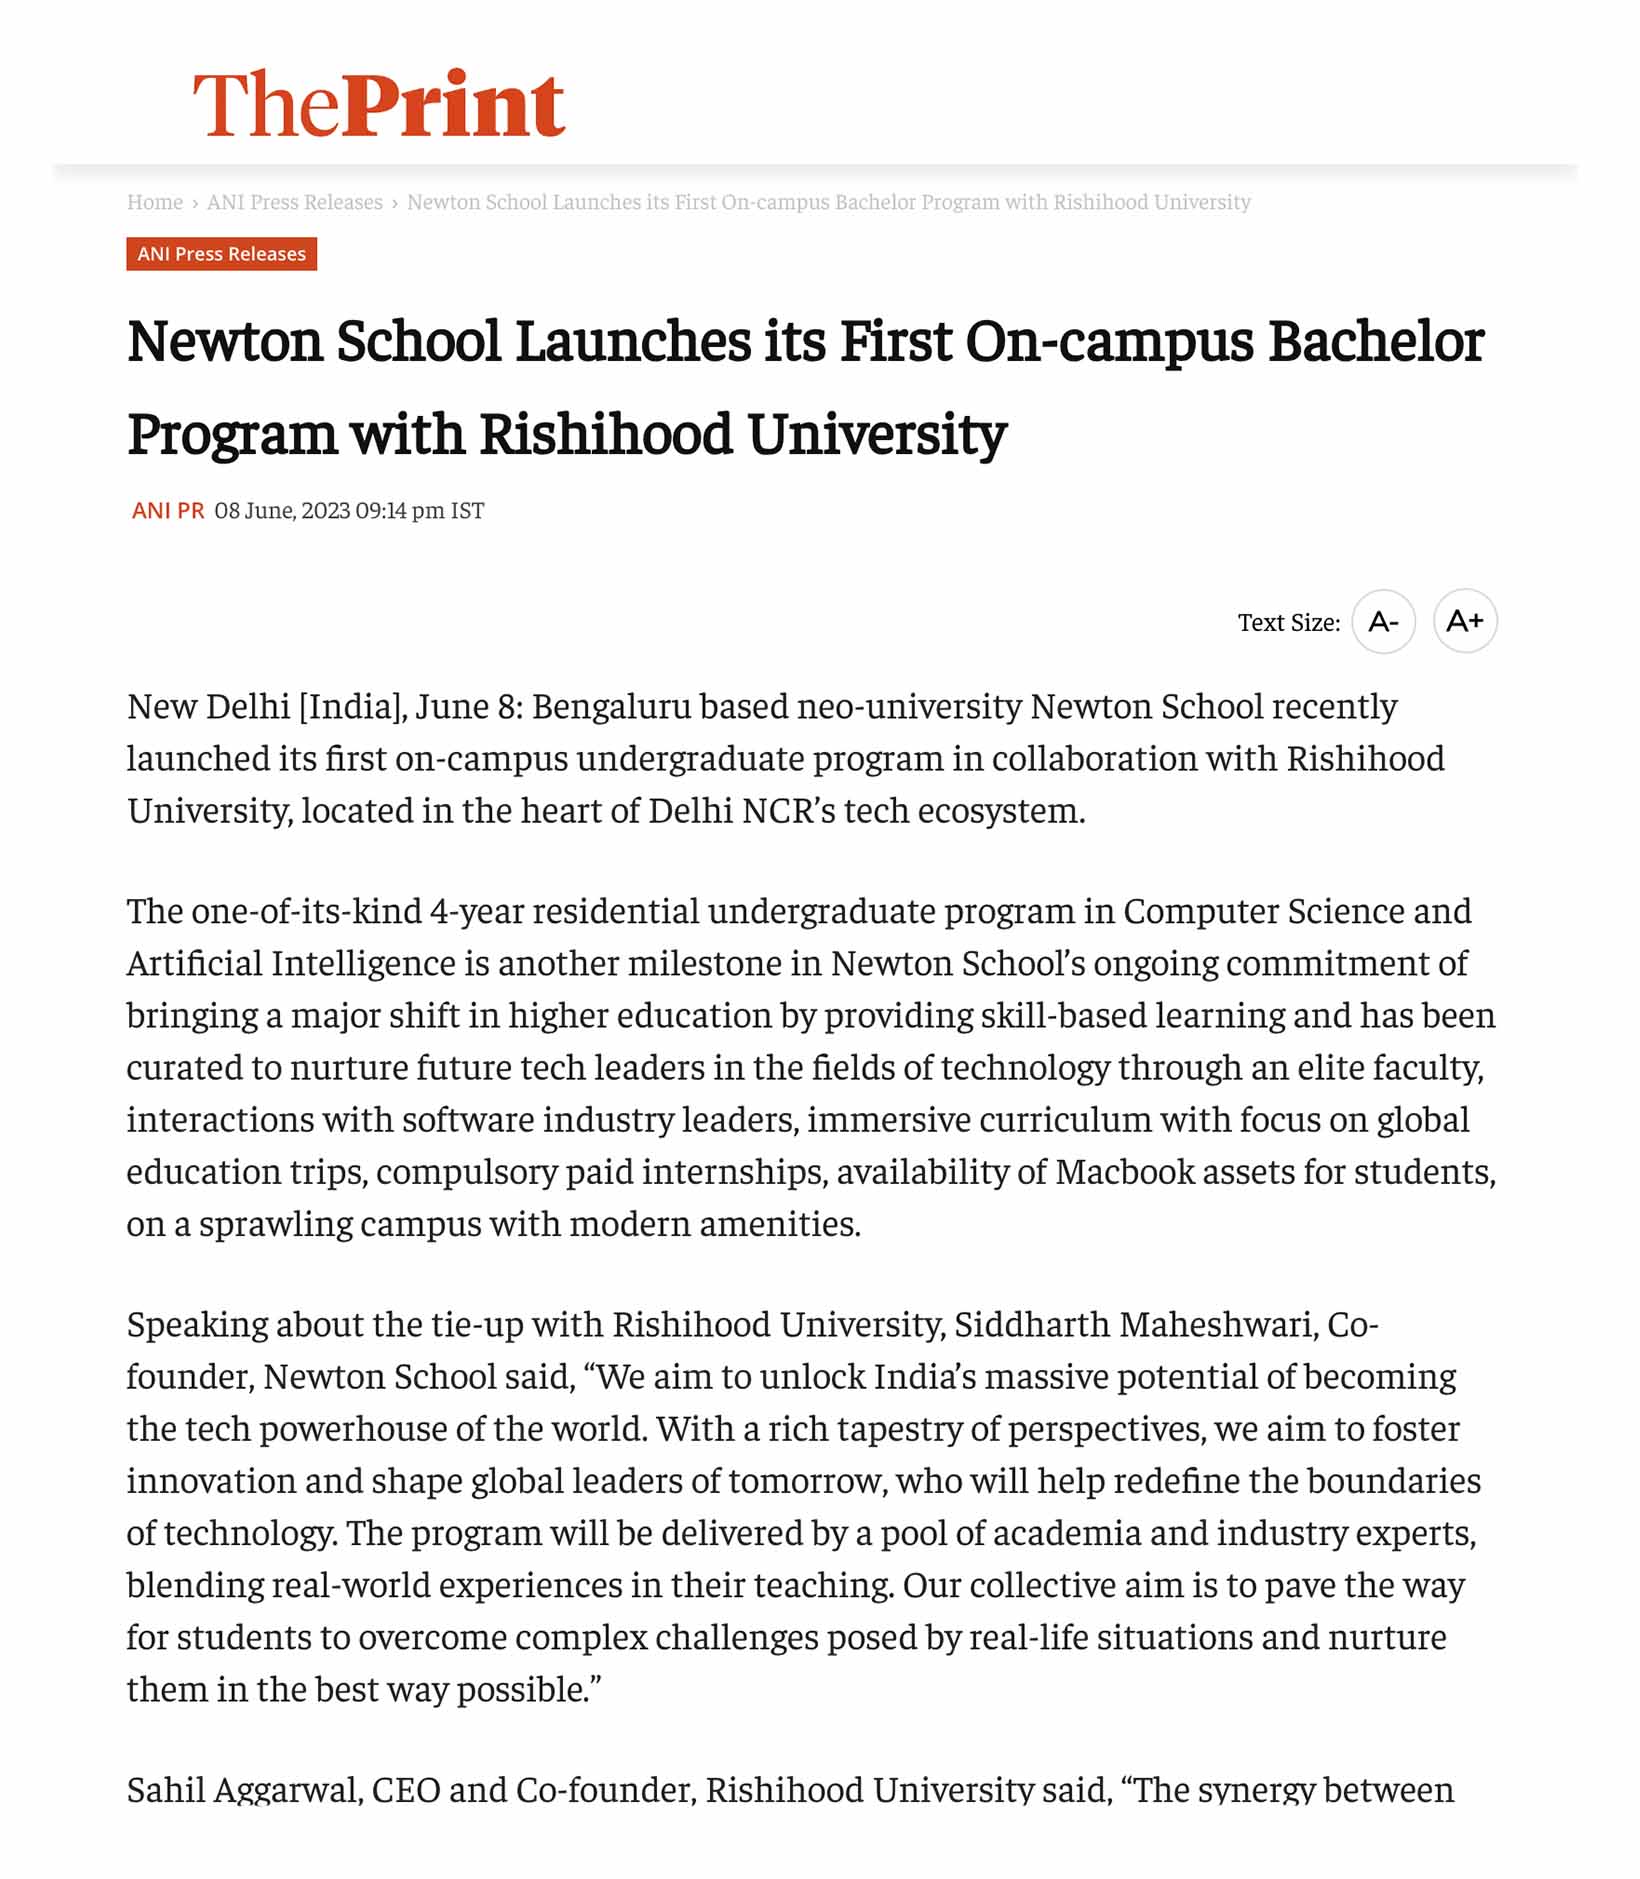 ThePrint
Home › ANI Press Releases › Newton School Launches its First On-campus Bachelor Program with Rishihood University
ANI Press Releases
Newton School Launches its First On-campus Bachelor
Program with Rishihood University
ANI PR 08 June, 2023 09:14 pm IST
Text Size: A- A+
New Delhi [India], June 8: Bengaluru based neo-university Newton School recently
launched its first on-campus undergraduate program in collaboration with Rishihood
University, located in the heart of Delhi NCR’s tech ecosystem.
The one-of-its-kind 4-year residential undergraduate program in Computer Science and
Artificial Intelligence is another milestone in Newton School’s ongoing commitment of
bringing a major shift in higher education by providing skill-based learning and has been
curated to nurture future tech leaders in the fields of technology through an elite faculty,
interactions with software industry leaders, immersive curriculum with focus on global
education trips, compulsory paid internships, availability of Macbook assets for students,
on a sprawling campus with modern amenities.
Speaking about the tie-up with Rishihood University, Siddharth Maheshwari, Co-
founder, Newton School said, “We aim to unlock India’s massive potential of becoming
the tech powerhouse of the world. With a rich tapestry of perspectives, we aim to foster
innovation and shape global leaders of tomorrow, who will help redefine the boundaries
of technology. The program will be delivered by a pool of academia and industry experts,
blending real-world experiences in their teaching. Our collective aim is to pave the way
for students to overcome complex challenges posed by real-life situations and nurture
them in the best way possible.”
Sahil Aggarwal, CEO and Co-founder, Rishihood University said, “The synergy between